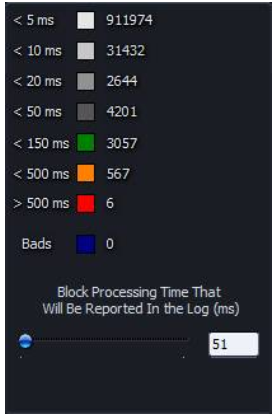 < 5 ms 911974
< 10 ms 31432
< 20 ms 2644
< 50 ms 4201
< 150 ms 3057
< 500 ms 567
> 500 ms 6
Bads 0
Block Processing Time That
Will Be Reported In the Log (ms)
51